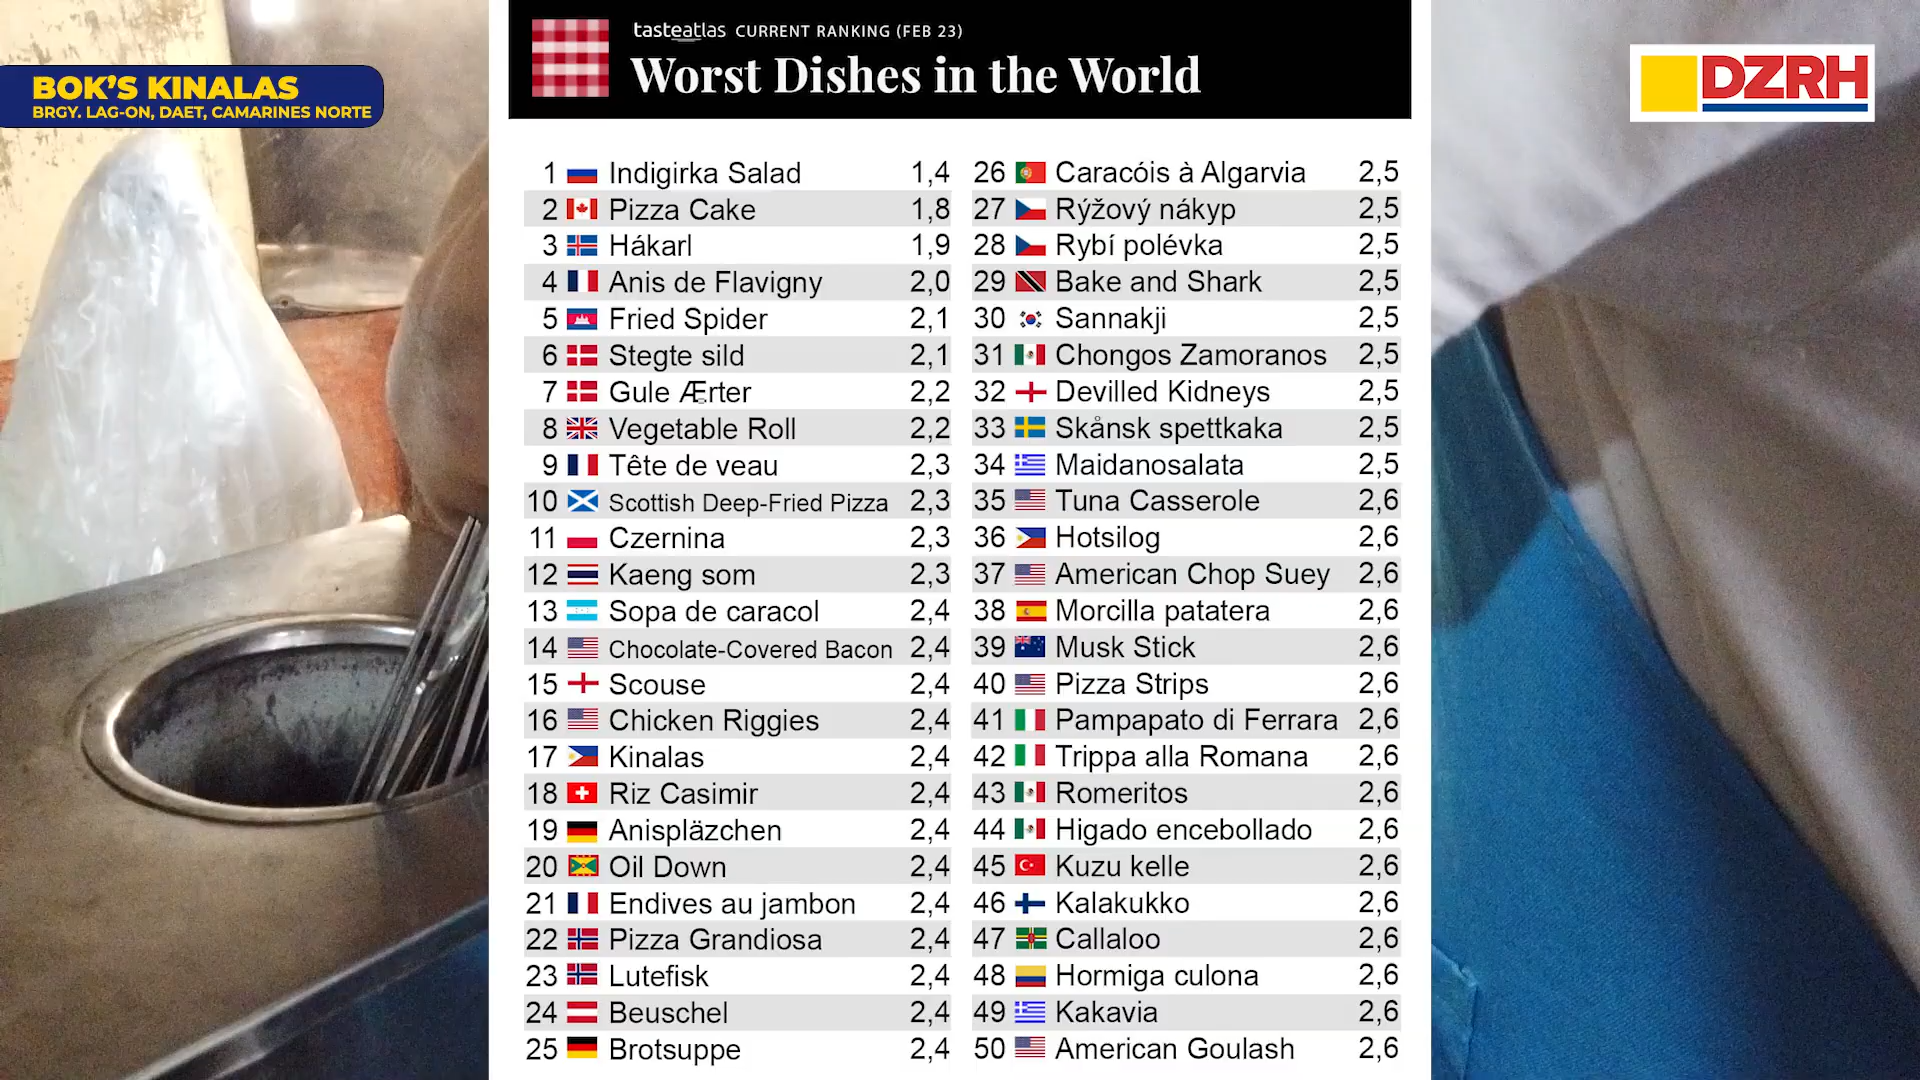 BOK'S KINALAS
BRGY. LAG-ON, DAET, CAMARINES NORTE
tasteatlas CURRENT RANKING (FEB 23)
Worst Dishes in the World
DZRH
1 Indigirka Salad 1,4
2 Pizza Cake 1,8
3 Hákarl 1,9
4 Anis de Flavigny 2,0
5 Fried Spider 2,1
6 Stegte sild 2,1
7 Gule Ærter 2,2
8 Vegetable Roll 2,2
9 Tête de veau 2,3
10 Scottish Deep-Fried Pizza 2,3
11 Czernina 2,3
12 Kaeng som 2,3
13 Sopa de caracol 2,4
14 Chocolate-Covered Bacon 2,4
15 Scouse 2,4
16 Chicken Riggies 2,4
17 Kinalas 2,4
18 Riz Casimir 2,4
19 Anispläzchen 2,4
20 Oil Down 2,4
21 Endives au jambon 2,4
22 Pizza Grandiosa 2,4
23 Lutefisk 2,4
24 Beuschel 2,4
25 Brotsuppe 2,4
26 Caracóis à Algarvia 2,5
27 Rýžový nákyp 2,5
28 Rybí polévka 2,5
29 Bake and Shark 2,5
30 Sannakji 2,5
31 Chongos Zamoranos 2,5
32 Devilled Kidneys 2,5
33 Skånsk spettkaka 2,5
34 Maidanosalata 2,5
35 Tuna Casserole 2,6
36 Hotsilog 2,6
37 American Chop Suey 2,6
38 Morcilla patatera 2,6
39 Musk Stick 2,6
40 Pizza Strips 2,6
41 Pampapato di Ferrara 2,6
42 Trippa alla Romana 2,6
43 Romeritos 2,6
44 Higado encebollado 2,6
45 Kuzu kelle 2,6
46 Kalakukko 2,6
47 Callaloo 2,6
48 Hormiga culona 2,6
49 Kakavia 2,6
50 American Goulash 2,6